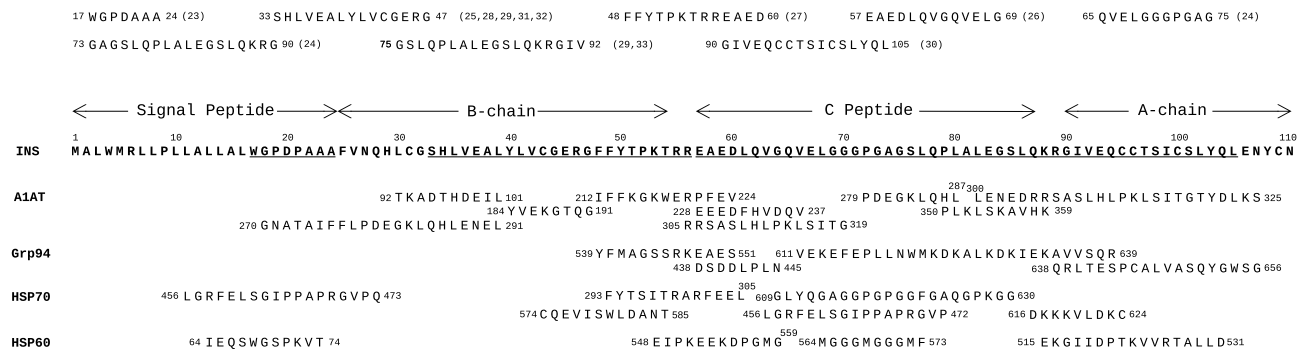 17 WGPDAAA 24 (23) 33 SHLVEALYLVCGERG 47 (25,28,29,31,32) 48 FFYTPKTRREAED 60 (27) 57 EAEDLQVGQVELG 69 (26) 65 QVELGGGPGAG 75 (24)
73 GAGSLQPLALEGSLQKRG 90 (24) 75 GSLQPLALEGSLQKRGIV 92 (29,33) 90 GIVEQCCTSICSLYQL 105 (30)
Signal Peptide B-chain C Peptide A-chain
1 10 20 30 40 50 60 70 80 90 100 110
INS MALWMRLLPLLALLALWGPDPAAAFVNQHLCGSHLVEALYLVCGERGFFYTPKTRREAEDLQVGQVELGGGPGAGSLQPLALEGSLQKRGIVEQCCTSICSLYQLENYCN
A1AT 92 TKADTHDEIL 101 212 IFFKGKWERPFEV 224 279 PDEGKLQHL 287 300 LENEDRRSASLHLPKLSITGTYDLKS 325
184 YVEKGTQG 191 228 EEEDFHVDQV 237 350 PLKLSKAVHK 359
270 GNATAIFFLPDEGKLQHLENEL 291 305 RRSASLHLPKLSITG 319
Grp94 539 YFMAGSSRKEAES 551 611 VEKEFEPLLNWMKDKALKDKIEKAVVSQR 639
438 DSDDLPLN 445 638 QRLTESPCALVASQYGWSG 656
HSP70 456 LGRFELSGIPPAPRGVPQ 473 293 FYTSITRARFEEL 305 609 GLYQGAGGPGPGGFGAQGPKGG 630
574 CQEVISWLDANT 585 456 LGRFELSGIPPAPRGVP 472 616 DKKKVLDKC 624
HSP60 64 IEQSWGSPKVT 74 548 EIPKEEKDPGMG 559 564 MGGGMGGGMF 573 515 EKGIIDPTKVVRTALLD 531